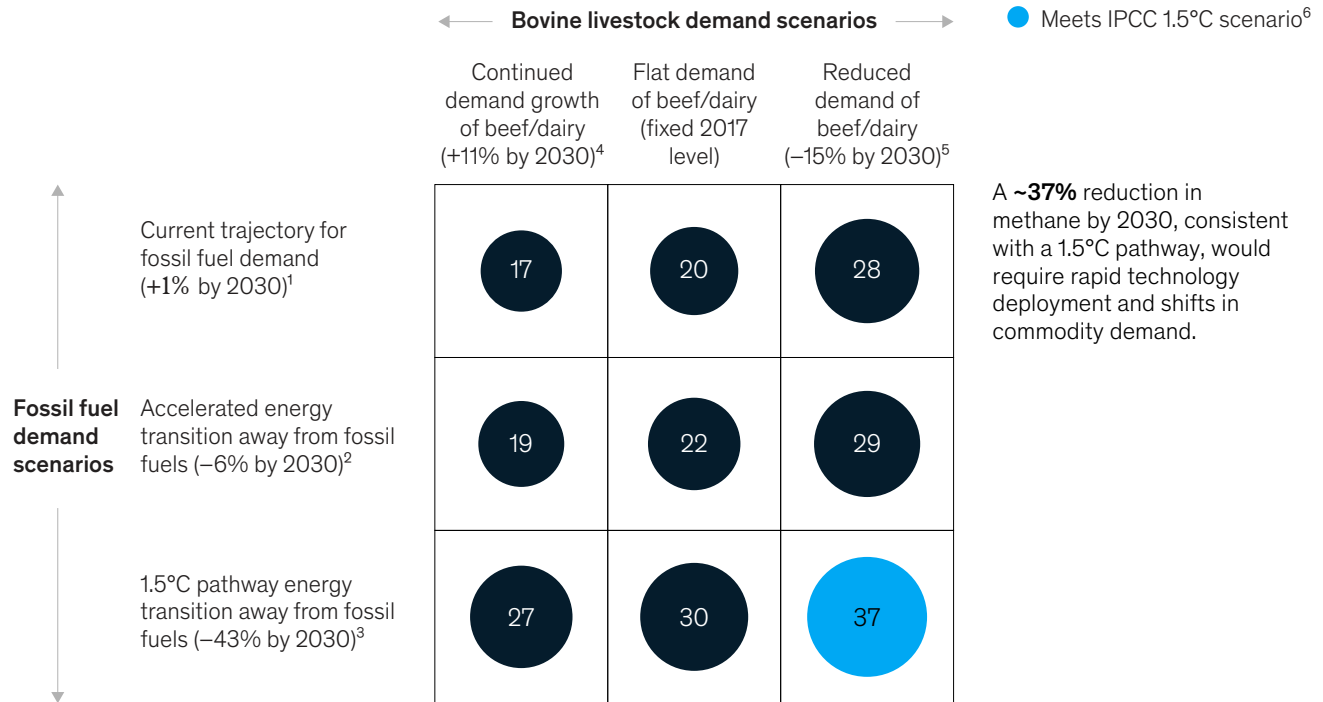 Bovine livestock demand scenarios
Meets IPCC 1.5°C scenario⁶
Continued
demand growth
of beef/dairy
(+11% by 2030)⁴
Flat demand
of beef/dairy
(fixed 2017
level)
Reduced
demand of
beef/dairy
(–15% by 2030)⁵
Current trajectory for
fossil fuel demand
(+1% by 2030)¹
17
20
28
A ~37% reduction in
methane by 2030, consistent
with a 1.5°C pathway, would
require rapid technology
deployment and shifts in
commodity demand.
Fossil fuel
demand
scenarios
Accelerated energy
transition away from fossil
fuels (–6% by 2030)²
19
22
29
1.5°C pathway energy
transition away from fossil
fuels (–43% by 2030)³
27
30
37